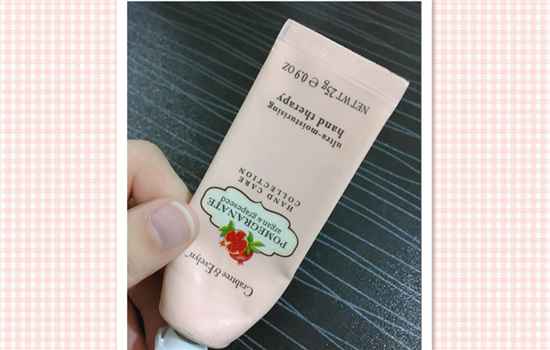 Crabtree & Evelyn
POMEGRANATE
argan & grapeseed
HAND CARE
COLLECTION
ultra-moisturising
hand therapy
NET WT 25g ℮ 0.9 OZ